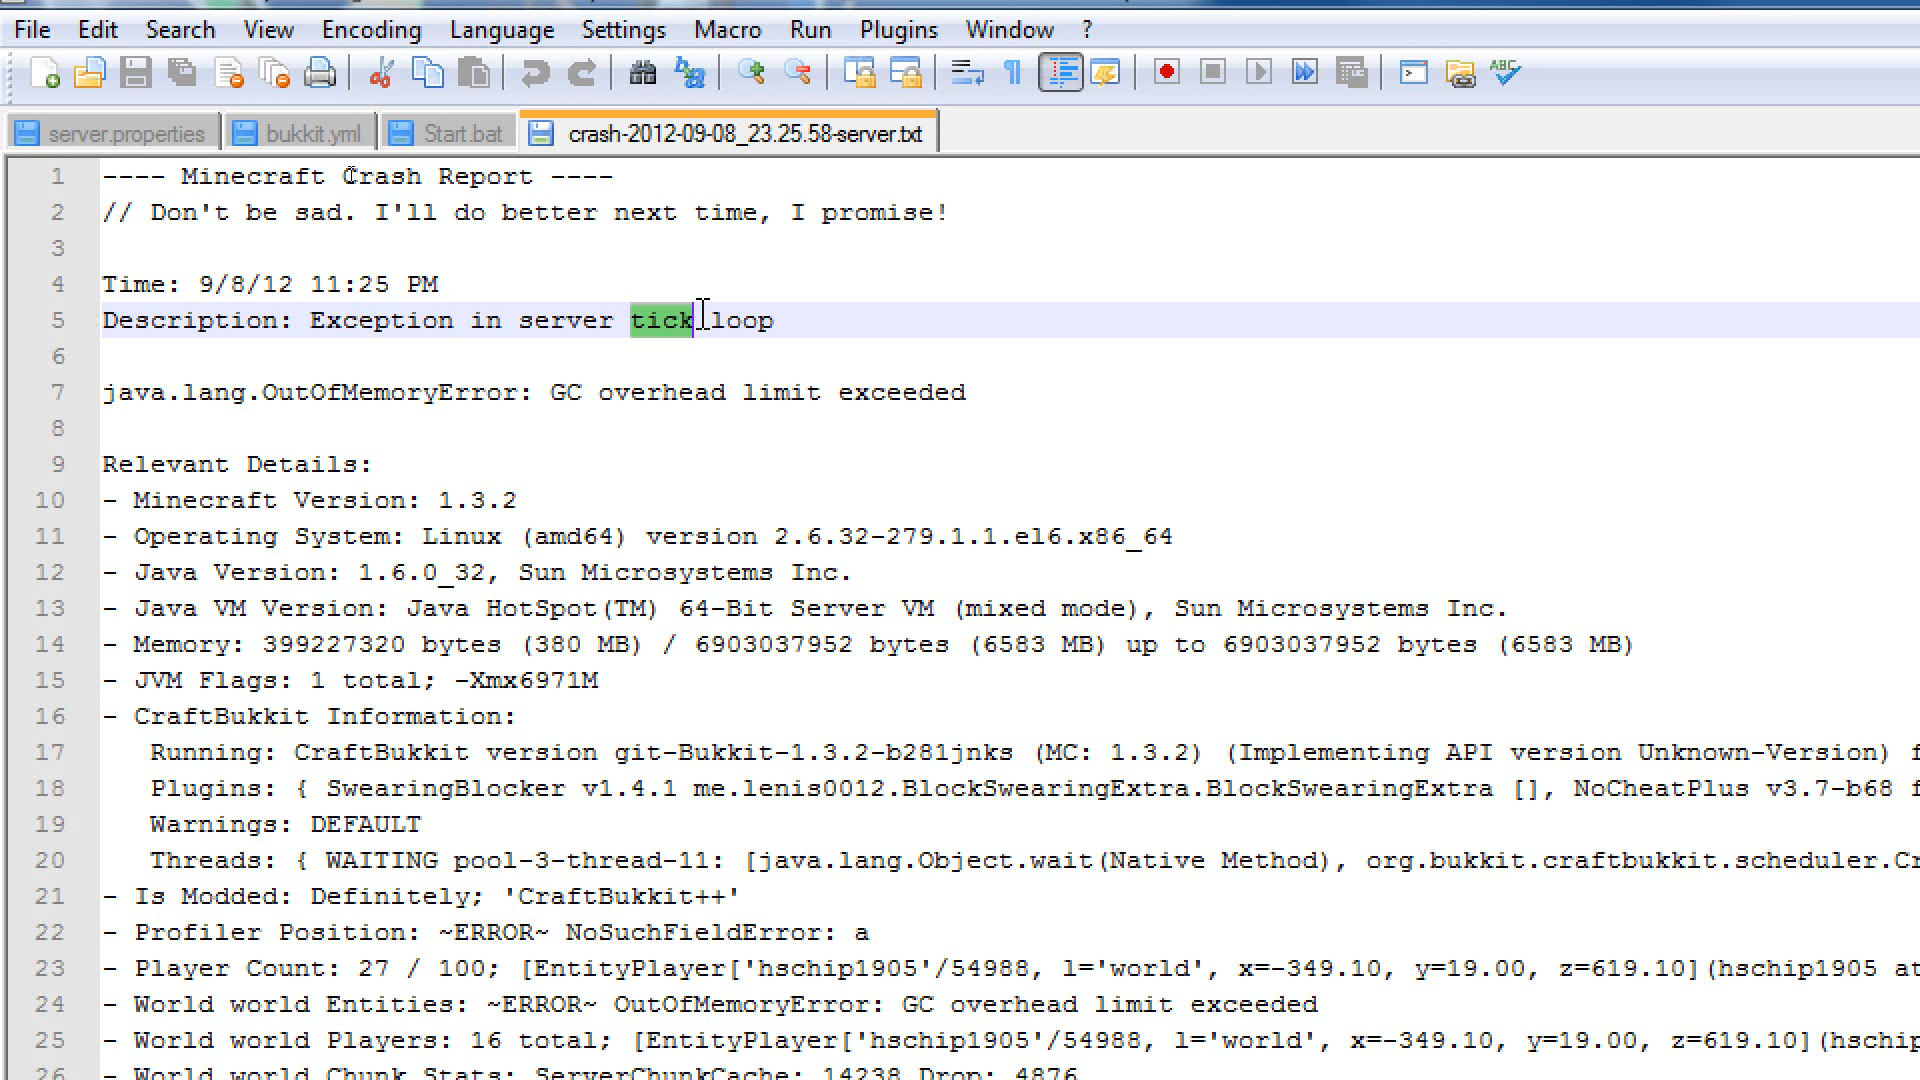 File Edit Search View Encoding Language Settings Macro Run Plugins Window ?
ABC
server.properties bukkit.yml Start.bat crash-2012-09-08_23.25.58-server.txt
1 ---- Minecraft Crash Report ----
2 // Don't be sad. I'll do better next time, I promise!
3
4 Time: 9/8/12 11:25 PM
5 Description: Exception in server tick loop
6
7 java.lang.OutOfMemoryError: GC overhead limit exceeded
8
9 Relevant Details:
10 - Minecraft Version: 1.3.2
11 - Operating System: Linux (amd64) version 2.6.32-279.1.1.el6.x86_64
12 - Java Version: 1.6.0_32, Sun Microsystems Inc.
13 - Java VM Version: Java HotSpot(TM) 64-Bit Server VM (mixed mode), Sun Microsystems Inc.
14 - Memory: 399227320 bytes (380 MB) / 6903037952 bytes (6583 MB) up to 6903037952 bytes (6583 MB)
15 - JVM Flags: 1 total; -Xmx6971M
16 - CraftBukkit Information:
17 Running: CraftBukkit version git-Bukkit-1.3.2-b281jnks (MC: 1.3.2) (Implementing API version Unknown-Version) f
18 Plugins: { SwearingBlocker v1.4.1 me.lenis0012.BlockSwearingExtra.BlockSwearingExtra [], NoCheatPlus v3.7-b68 f
19 Warnings: DEFAULT
20 Threads: { WAITING pool-3-thread-11: [java.lang.Object.wait(Native Method), org.bukkit.craftbukkit.scheduler.Cr
21 - Is Modded: Definitely; 'CraftBukkit++'
22 - Profiler Position: ~ERROR~ NoSuchFieldError: a
23 - Player Count: 27 / 100; [EntityPlayer['hschip1905'/54988, l='world', x=-349.10, y=19.00, z=619.10](hschip1905 at
24 - World world Entities: ~ERROR~ OutOfMemoryError: GC overhead limit exceeded
25 - World world Players: 16 total; [EntityPlayer['hschip1905'/54988, l='world', x=-349.10, y=19.00, z=619.10](hschip
26 - World world Chunk Stats: ServerChunkCache: 14238 Drop: 4876